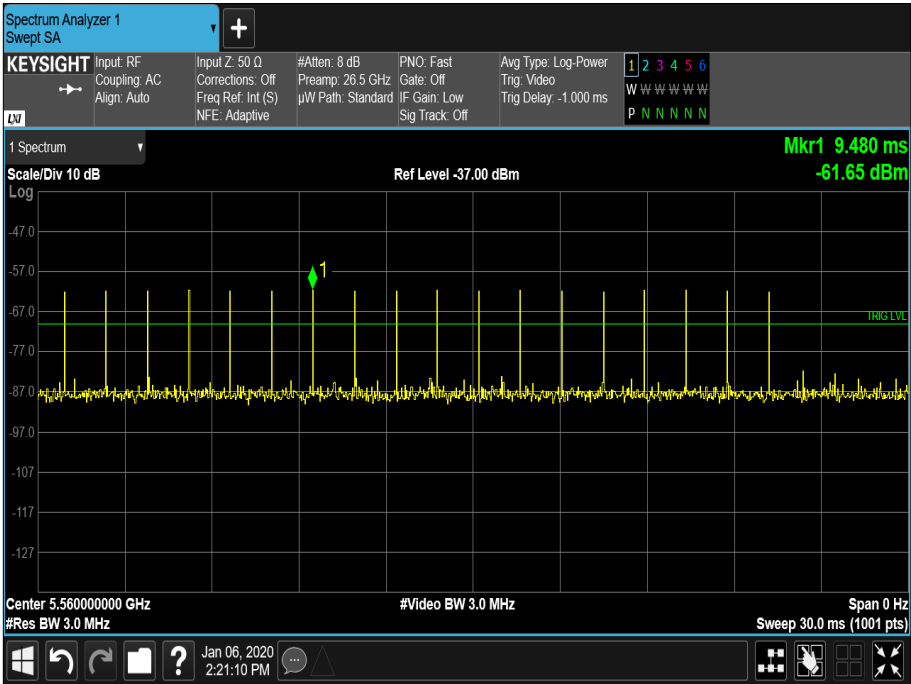 Spectrum Analyzer 1
Swept SA
+
KEYSIGHT
LXI
Input: RF
Coupling: AC
Align: Auto
Input Z: 50 Ω
Corrections: Off
Freq Ref: Int (S)
NFE: Adaptive
#Atten: 8 dB
Preamp: 26.5 GHz
µW Path: Standard
PNO: Fast
Gate: Off
IF Gain: Low
Sig Track: Off
Avg Type: Log-Power
Trig: Video
Trig Delay: -1.000 ms
1 2 3 4 5 6
W W W W W W
P N N N N N
1 Spectrum
Mkr1 9.480 ms
-61.65 dBm
Scale/Div 10 dB
Ref Level -37.00 dBm
Log
-47.0
-57.0
1
-67.0
TRIG LVL
-77.0
-87.0
-97.0
-107
-117
-127
Center 5.560000000 GHz
#Video BW 3.0 MHz
Span 0 Hz
#Res BW 3.0 MHz
Sweep 30.0 ms (1001 pts)
?
Jan 06, 2020
2:21:10 PM